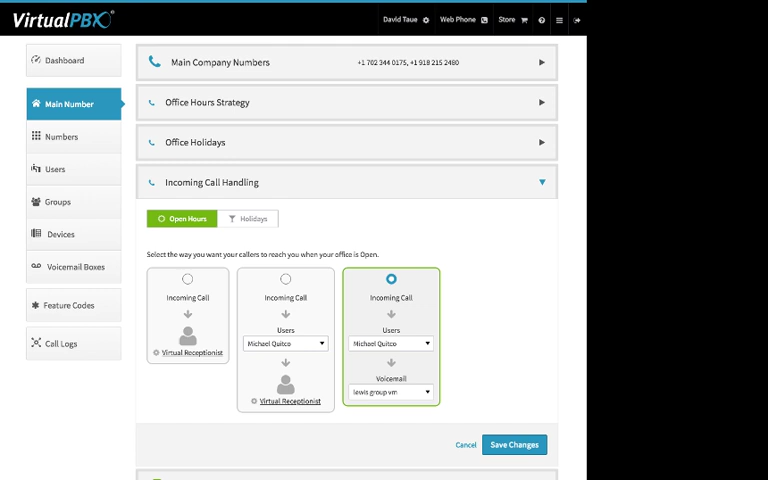 VirtualPBX
David Taue
Web Phone
Store
Dashboard
Main Number
Numbers
Users
Groups
Devices
Voicemail Boxes
Feature Codes
Call Logs
Main Company Numbers
+1 702 344 0175, +1 918 215 2480
Office Hours Strategy
Office Holidays
Incoming Call Handling
Open Hours
Holidays
Select the way you want your callers to reach you when your office is Open.
Incoming Call
Virtual Receptionist
Incoming Call
Users
Michael Quitco
Virtual Receptionist
Incoming Call
Users
Michael Quitco
Voicemail
lewis group vm
Cancel
Save Changes